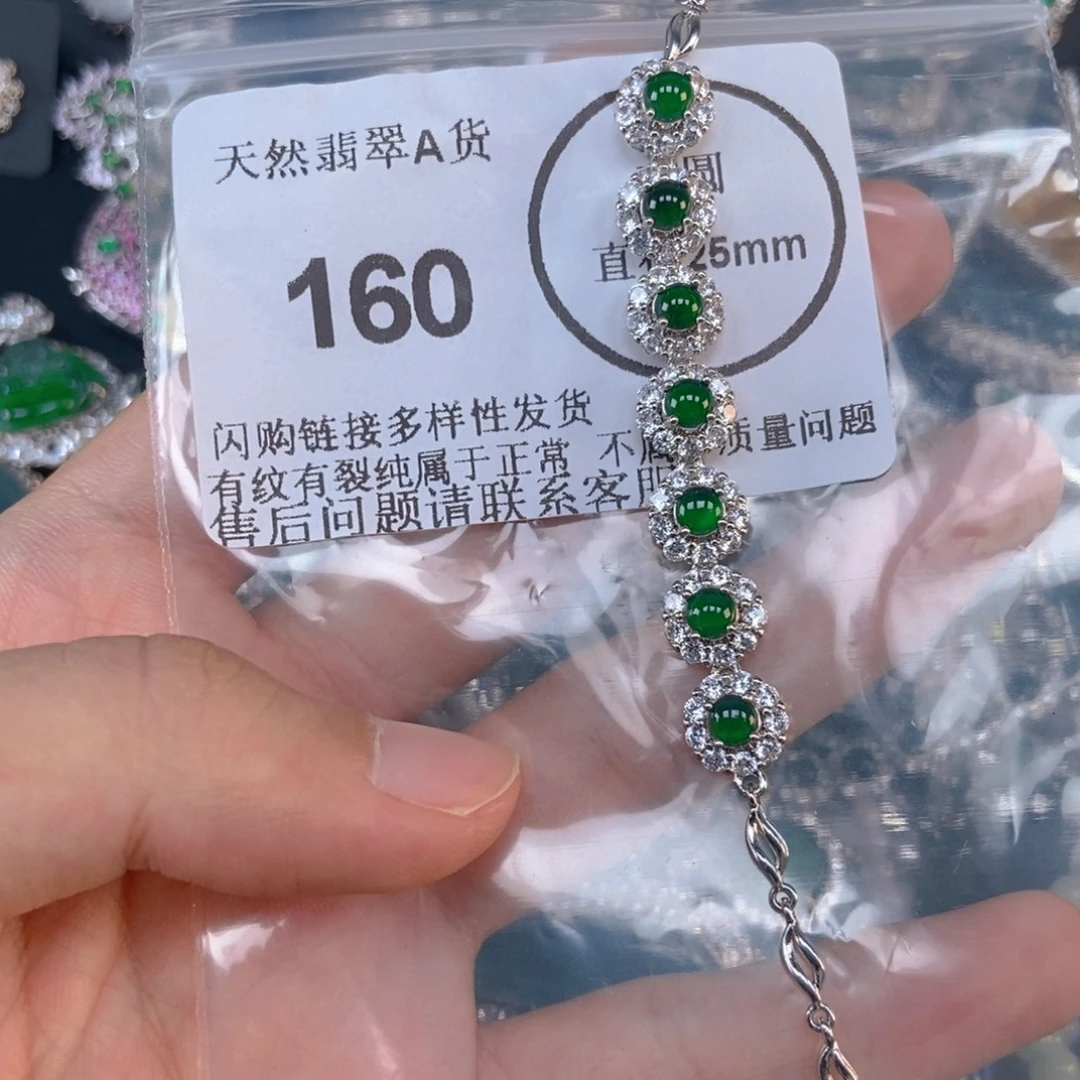 天然翡翠A货
160
圆
直 25mm
闪购链接多样性发货
有纹有裂纯属于正常 不 质量问题
售后问题请联系客服